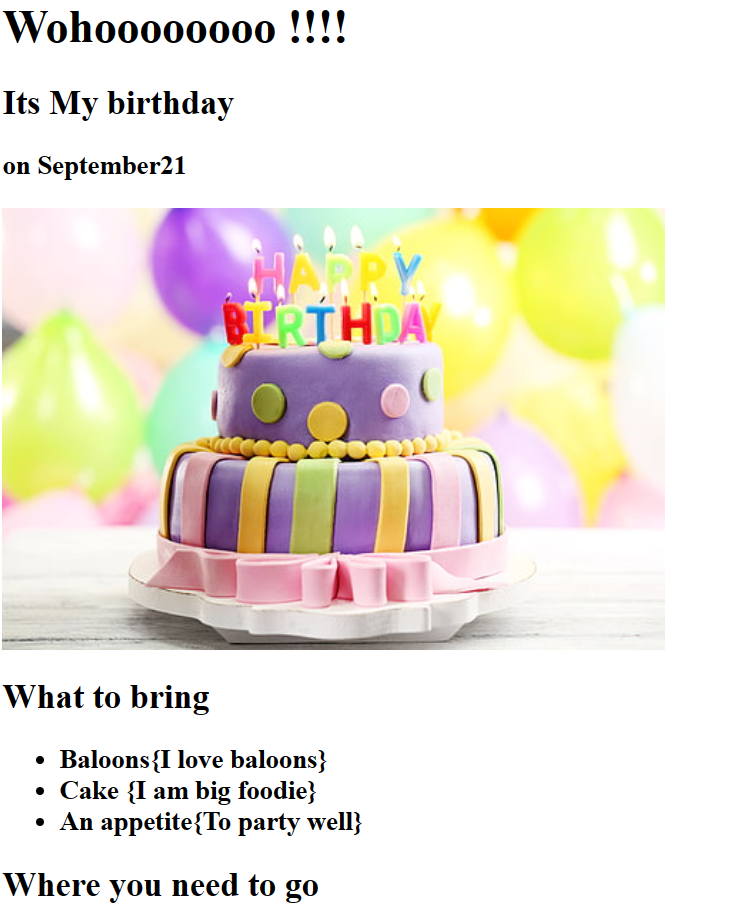 Wohoooooooo !!!!
Its My birthday
on September21
HAPPY
BIRTHDAY
What to bring
Baloons{I love baloons}
Cake {I am big foodie}
An appetite{To party well}
Where you need to go